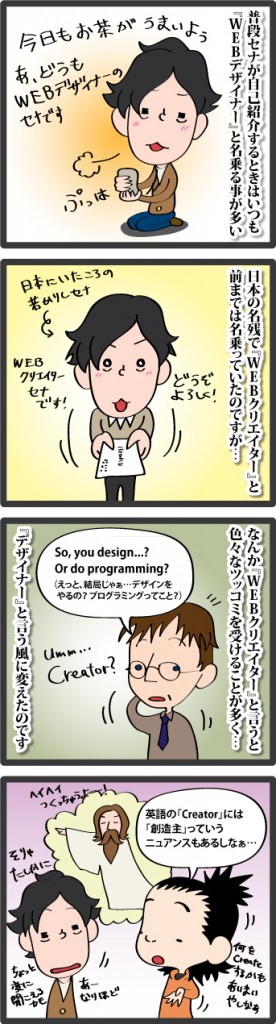 普段セナが自己紹介するときはいつも
『WEBデザイナー』と名乗る事が多い
今日もお茶がうまいよう
あ、どうも
WEBデザイナーの
セナです
ぷっは
日本の名残で『WEBクリエイター』と
前までは名乗っていたのですが…
日本にいたころの
若めりしセナ
WEB
クリエイター
セナ
です!
どうぞ
よろしく!
なんか『WEBクリエイター』と言うと
色々なツッコミを受けることが多く…
So, you design...?
Or do programming?
(えっと、結局じゃぁ…デザインを
やるの?プログラミングってこと?)
Umm...
Creator?
『デザイナー』と言う風に変えたのです
英語の「Creator」には
「創造主」っていう
ニュアンスもあるしなぁ…
ヘイヘイ
つくっちゃうよーっ!
何を
Create
するかも
あいまい
やしなぁ
そりゃ
たしかに
ちょっと
変に
聞こえる
かも
あー
なりほど